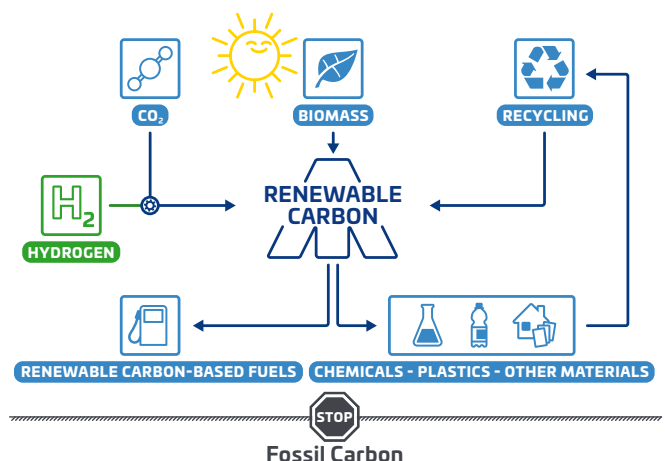 CO₂
BIOMASS
RECYCLING
RENEWABLE
CARBON
H₂
HYDROGEN
RENEWABLE CARBON-BASED FUELS
CHEMICALS - PLASTICS - OTHER MATERIALS
STOP
Fossil Carbon